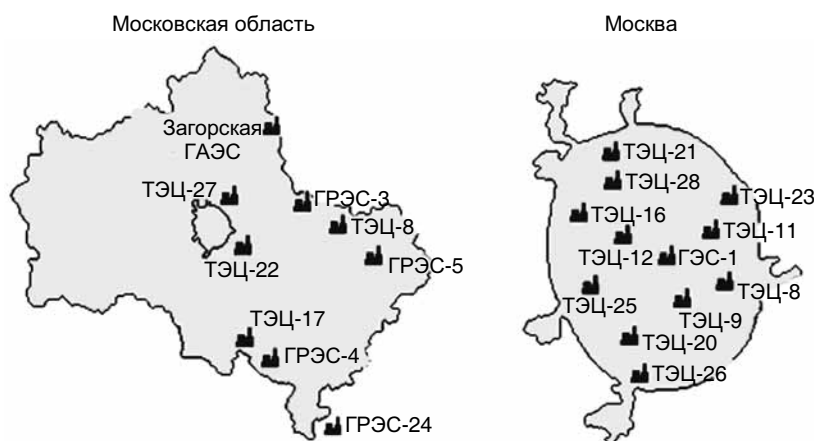 Московская область
Загорская
ГАЭС
ТЭЦ-27
ГРЭС-3
ТЭЦ-8
ТЭЦ-22
ГРЭС-5
ТЭЦ-17
ГРЭС-4
ГРЭС-24
Москва
ТЭЦ-21
ТЭЦ-28
ТЭЦ-23
ТЭЦ-16
ТЭЦ-11
ТЭЦ-12
ГЭС-1
ТЭЦ-8
ТЭЦ-25
ТЭЦ-9
ТЭЦ-20
ТЭЦ-26